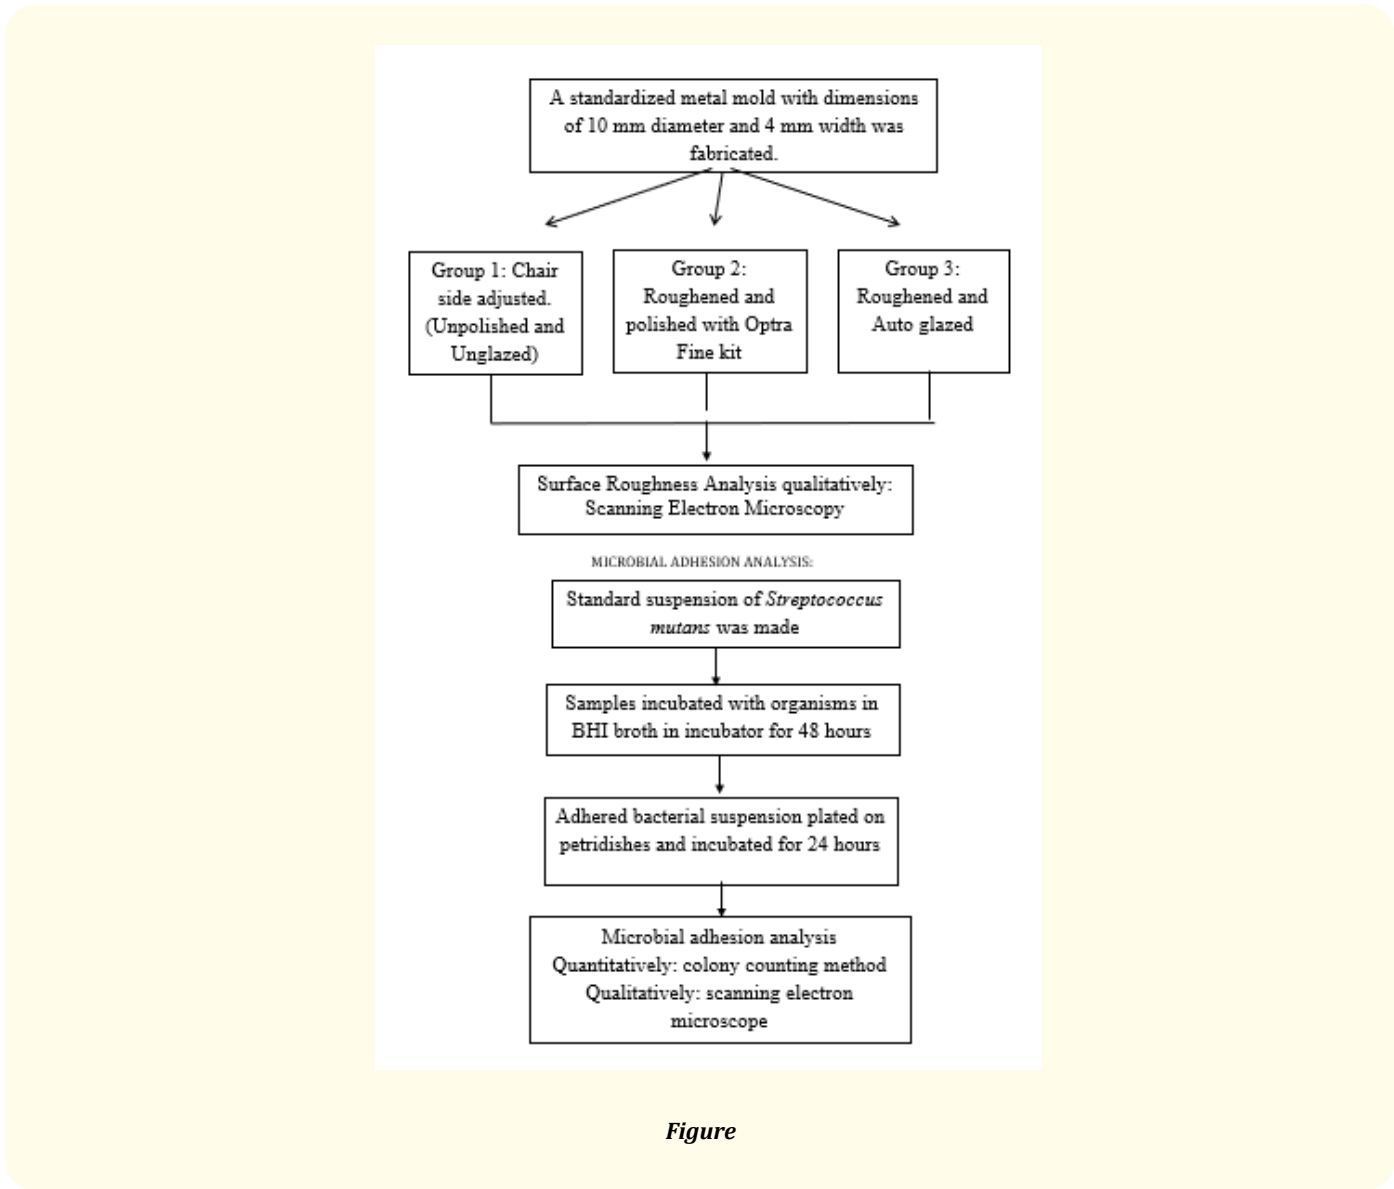 A standardized metal mold with dimensions
of 10 mm diameter and 4 mm width was
fabricated.
Group 1: Chair
side adjusted.
(Unpolished and
Unglazed)
Group 2:
Roughened and
polished with Optra
Fine kit
Group 3:
Roughened and
Auto glazed
Surface Roughness Analysis qualitatively:
Scanning Electron Microscopy
MICROBIAL ADHESION ANALYSIS:
Standard suspension of Streptococcus
mutans was made
Samples incubated with organisms in
BHI broth in incubator for 48 hours
Adhered bacterial suspension plated on
petridishes and incubated for 24 hours
Microbial adhesion analysis
Quantitatively: colony counting method
Qualitatively: scanning electron
microscope
Figure